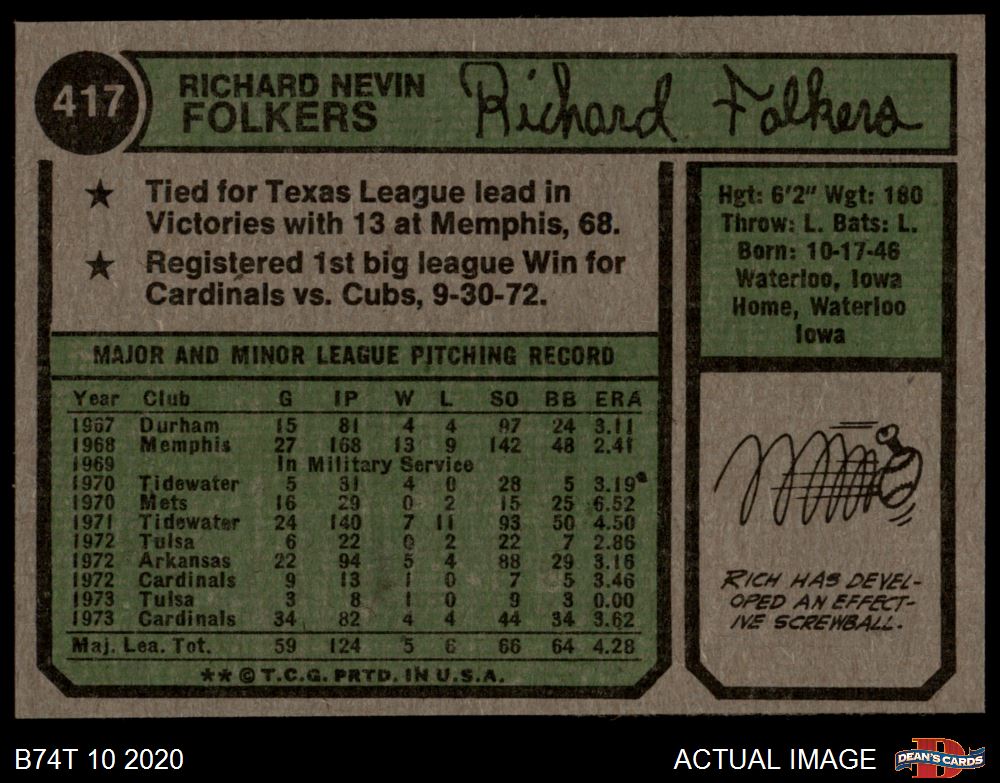 417
RICHARD NEVIN
FOLKERS
Richard Folkers
★ Tied for Texas League lead in
Victories with 13 at Memphis, 68.
★ Registered 1st big league Win for
Cardinals vs. Cubs, 9-30-72.
Hgt: 6'2" Wgt: 180
Throw: L. Bats: L.
Born: 10-17-46
Waterloo, Iowa
Home, Waterloo
Iowa
MAJOR AND MINOR LEAGUE PITCHING RECORD
Year Club G IP W L SO BB ERA
1967 Durham 15 81 4 4 97 24 3.11
1968 Memphis 27 168 13 9 142 48 2.41
1969 In Military Service
1970 Tidewater 5 31 4 0 28 5 3.19
1970 Mets 16 29 0 2 15 25 6.52
1971 Tidewater 24 140 7 11 93 50 4.50
1972 Tulsa 6 22 0 2 22 7 2.86
1972 Arkansas 22 94 5 4 88 29 3.16
1972 Cardinals 9 13 1 0 7 5 3.46
1973 Tulsa 3 8 1 0 9 3 0.00
1973 Cardinals 34 82 4 4 44 34 3.62
Maj. Lea. Tot. 59 124 5 6 66 64 4.28
★★ © T.C.G. PRTD. IN U.S.A.
RICH HAS DEVEL-
OPED AN EFFECT-
IVE SCREWBALL.
B74T 10 2020
ACTUAL IMAGE
D
DEAN'S CARDS